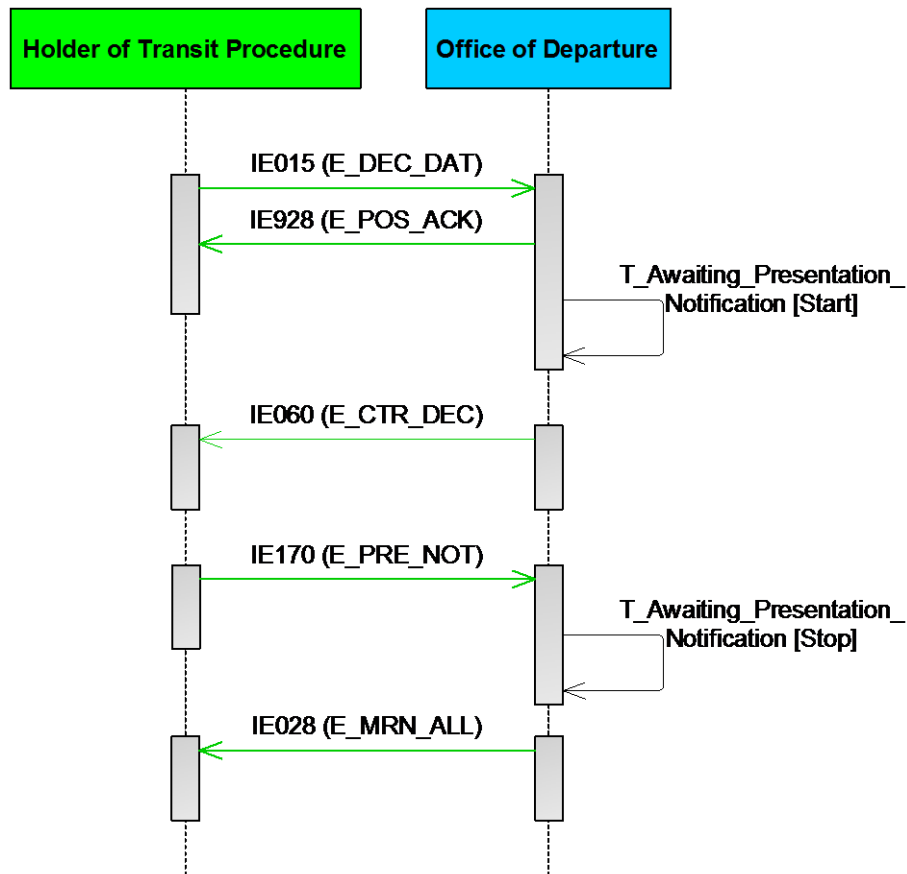 Holder of Transit Procedure
Office of Departure
IE015 (E_DEC_DAT)
IE928 (E_POS_ACK)
T_Awaiting_Presentation_
Notification [Start]
IE060 (E_CTR_DEC)
IE170 (E_PRE_NOT)
T_Awaiting_Presentation_
Notification [Stop]
IE028 (E_MRN_ALL)